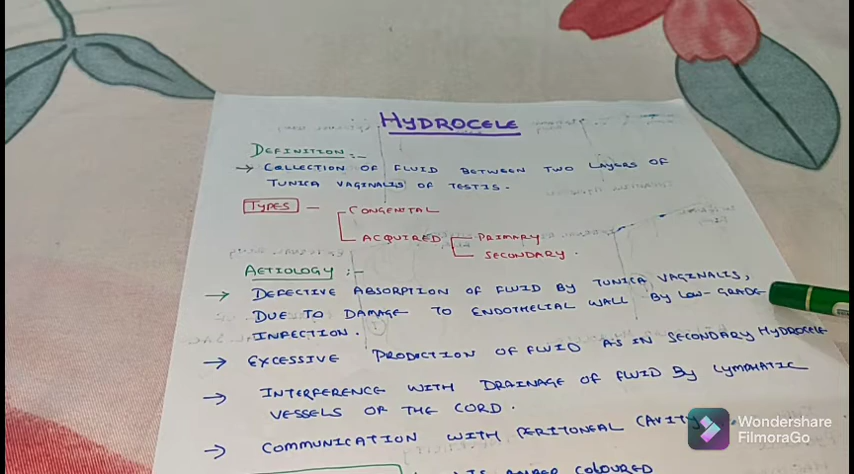 HYDROCELE
DEFINITION :-
→ COLLECTION OF FLUID BETWEEN TWO LAYERS OF
TUNICA VAGINALIS OF TESTIS.
TYPES — CONGENITAL
ACQUIRED PRIMARY
SECONDARY.
AETIOLOGY :-
→ DEFECTIVE ABSORPTION OF FLUID BY TUNICA VAGINALIS,
DUE TO DAMAGE TO ENDOTHELIAL WALL BY LOW-GRADE
INFECTION.
→ EXCESSIVE PRODUCTION OF FLUID AS IN SECONDARY HYDROCELE
→ INTERFERENCE WITH DRAINAGE OF FLUID BY LYMPHATIC
VESSELS OF THE CORD.
→ COMMUNICATION WITH PERITONEAL CAVITY
COLOURED
Wondershare
FilmoraGo